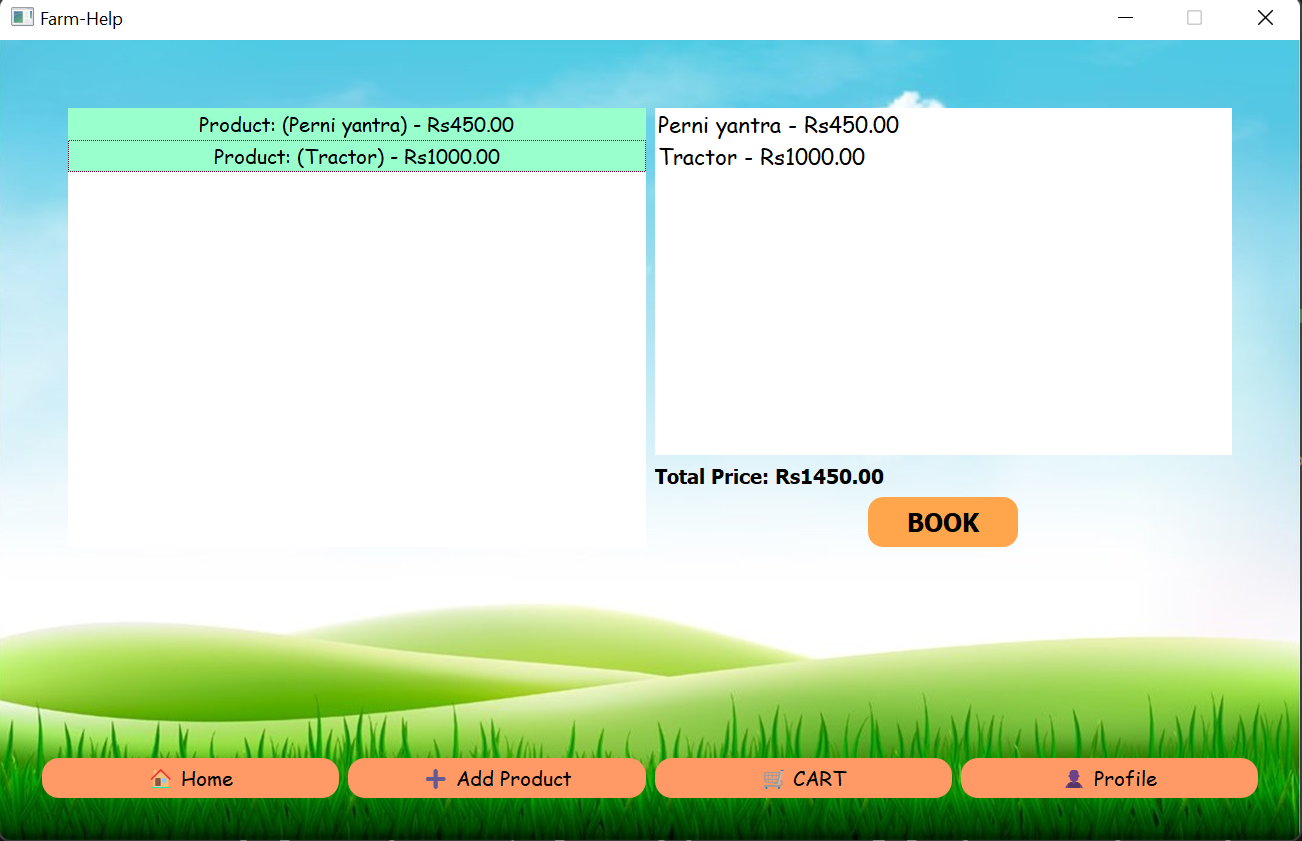 Farm-Help
Product: (Perni yantra) - Rs450.00
Product: (Tractor) - Rs1000.00
Perni yantra - Rs450.00
Tractor - Rs1000.00
Total Price: Rs1450.00
BOOK
Home
Add Product
CART
Profile